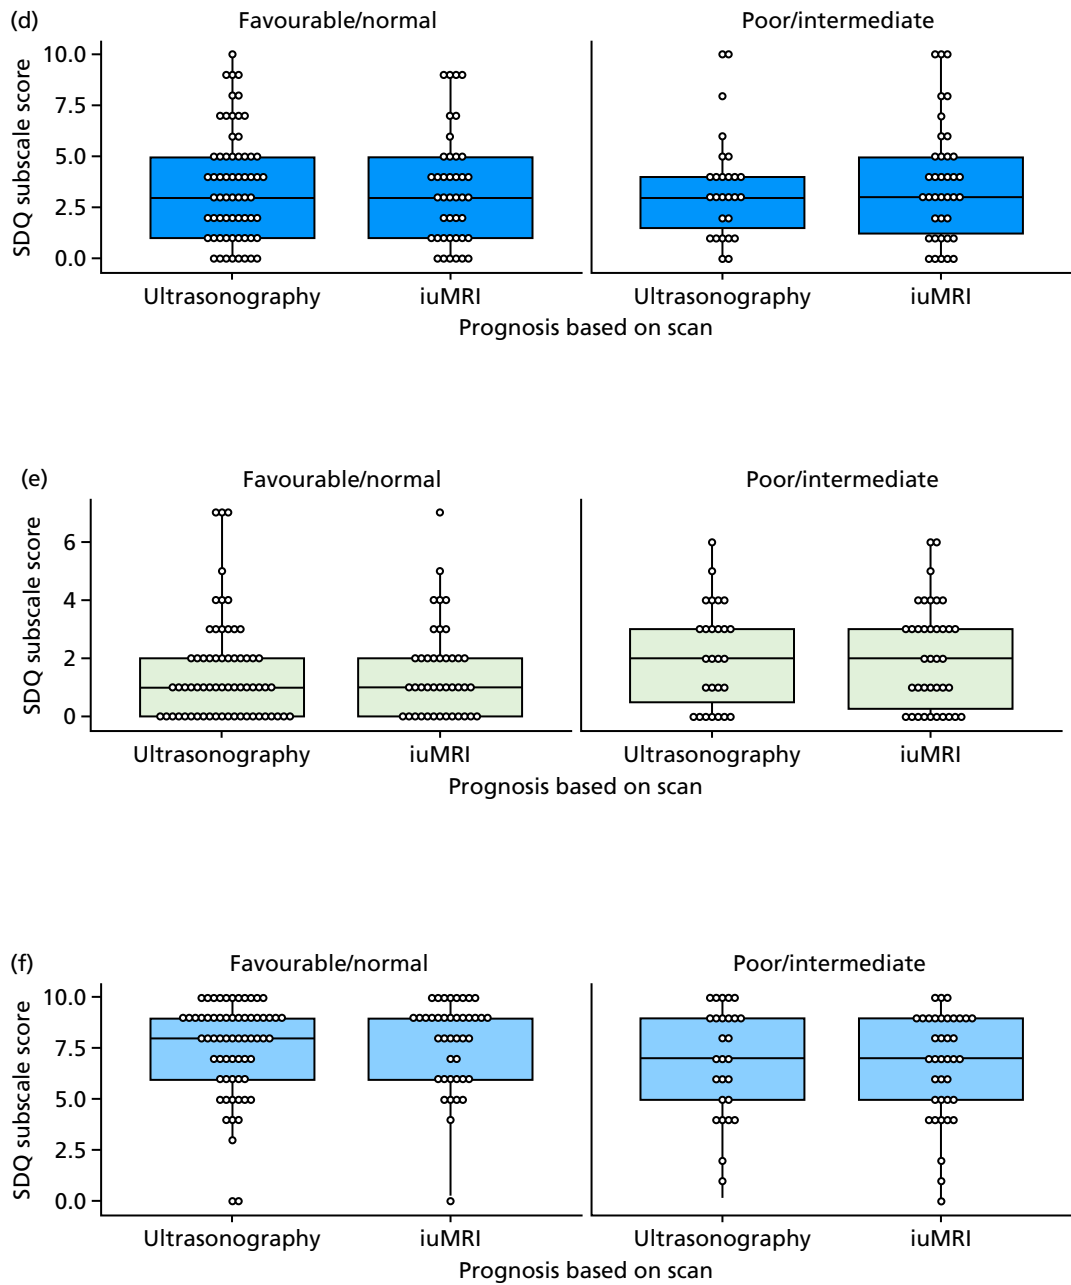 (d)
Favourable/normal Poor/intermediate
SDQ subscale score
10.0
7.5
5.0
2.5
0.0
Ultrasonography iuMRI Ultrasonography iuMRI
Prognosis based on scan
(e)
Favourable/normal Poor/intermediate
SDQ subscale score
6
4
2
0
Ultrasonography iuMRI Ultrasonography iuMRI
Prognosis based on scan
(f)
Favourable/normal Poor/intermediate
SDQ subscale score
10.0
7.5
5.0
2.5
0.0
Ultrasonography iuMRI Ultrasonography iuMRI
Prognosis based on scan